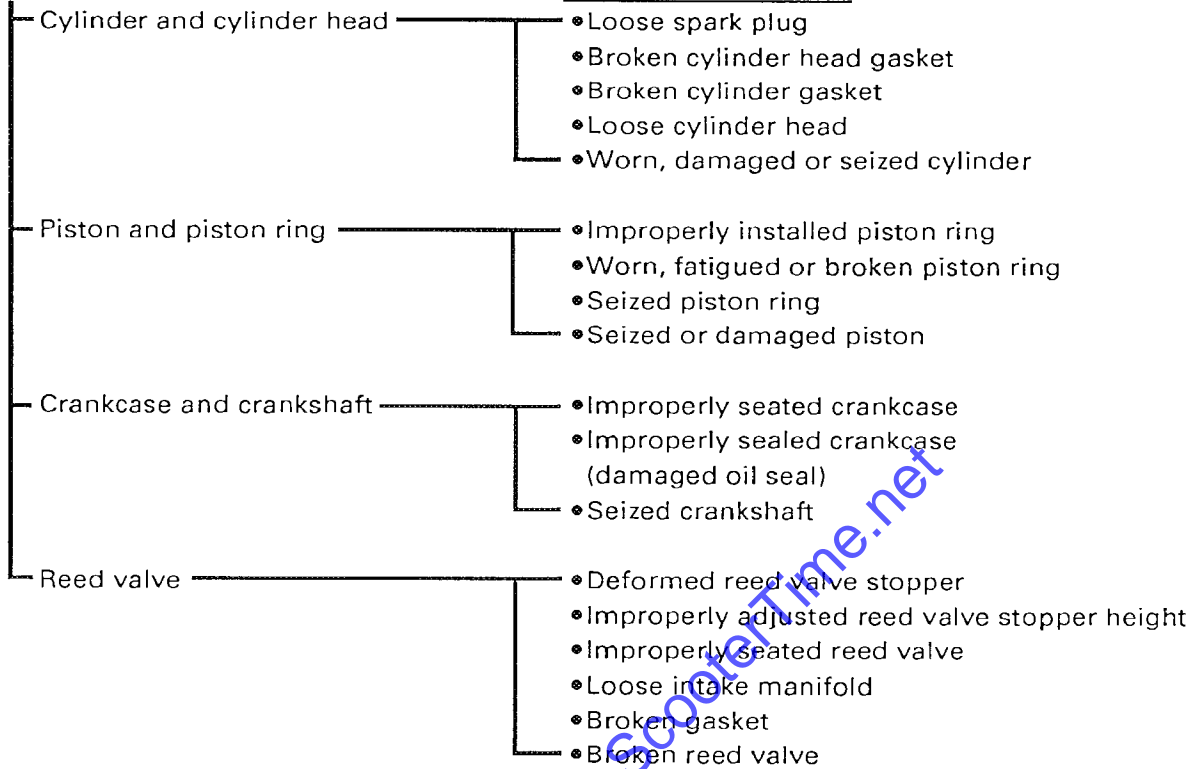 Cylinder and cylinder head
•Loose spark plug
•Broken cylinder head gasket
•Broken cylinder gasket
•Loose cylinder head
•Worn, damaged or seized cylinder
Piston and piston ring
•Improperly installed piston ring
•Worn, fatigued or broken piston ring
•Seized piston ring
•Seized or damaged piston
Crankcase and crankshaft
•Improperly seated crankcase
•Improperly sealed crankcase
(damaged oil seal)
•Seized crankshaft
Reed valve
•Deformed reed valve stopper
•Improperly adjusted reed valve stopper height
•Improperly seated reed valve
•Loose intake manifold
•Broken gasket
•Broken reed valve
ScooterTime.net